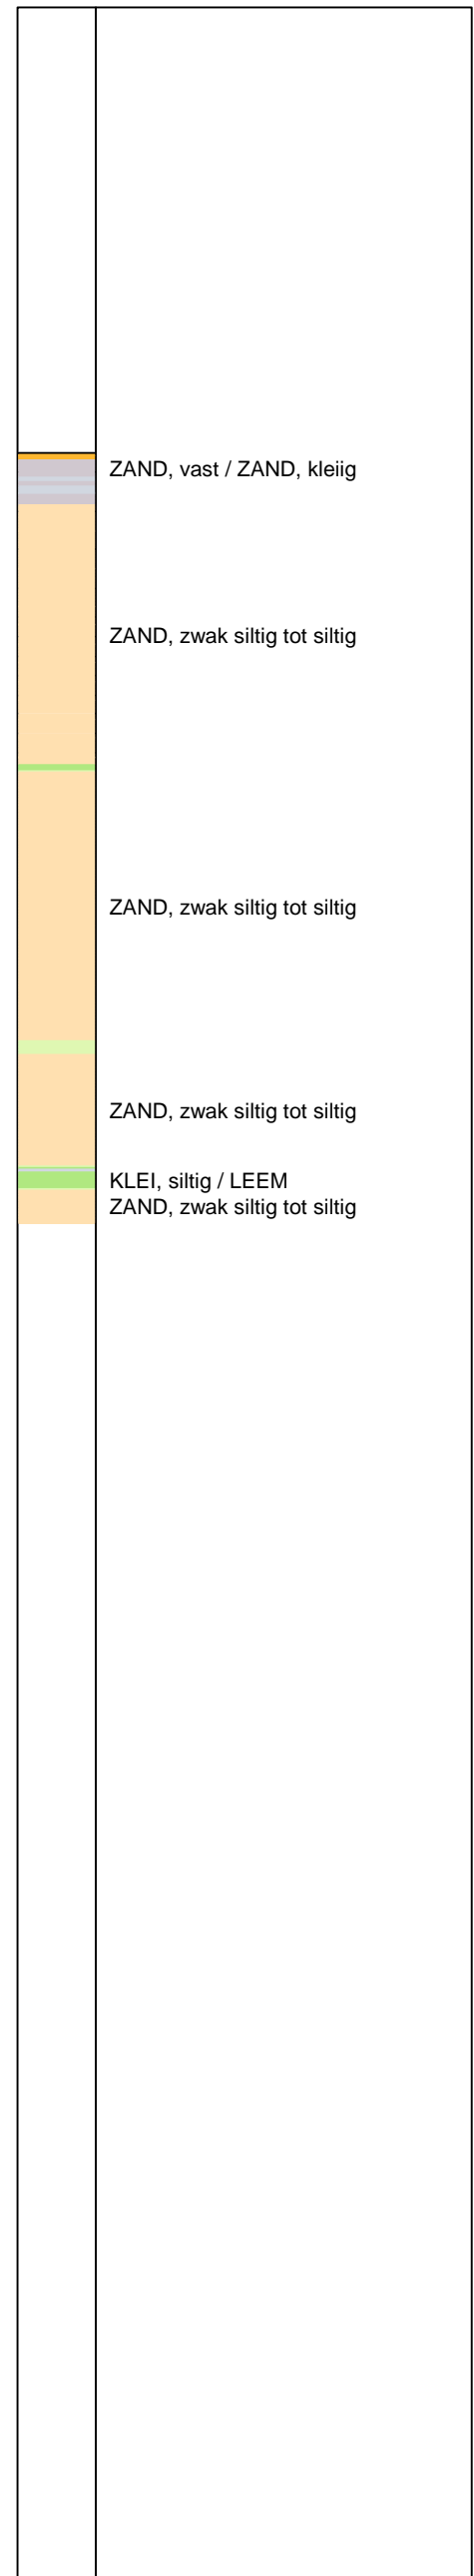 ZAND, vast / ZAND, kleiig
ZAND, zwak siltig tot siltig
ZAND, zwak siltig tot siltig
ZAND, zwak siltig tot siltig
KLEI, siltig / LEEM
ZAND, zwak siltig tot siltig